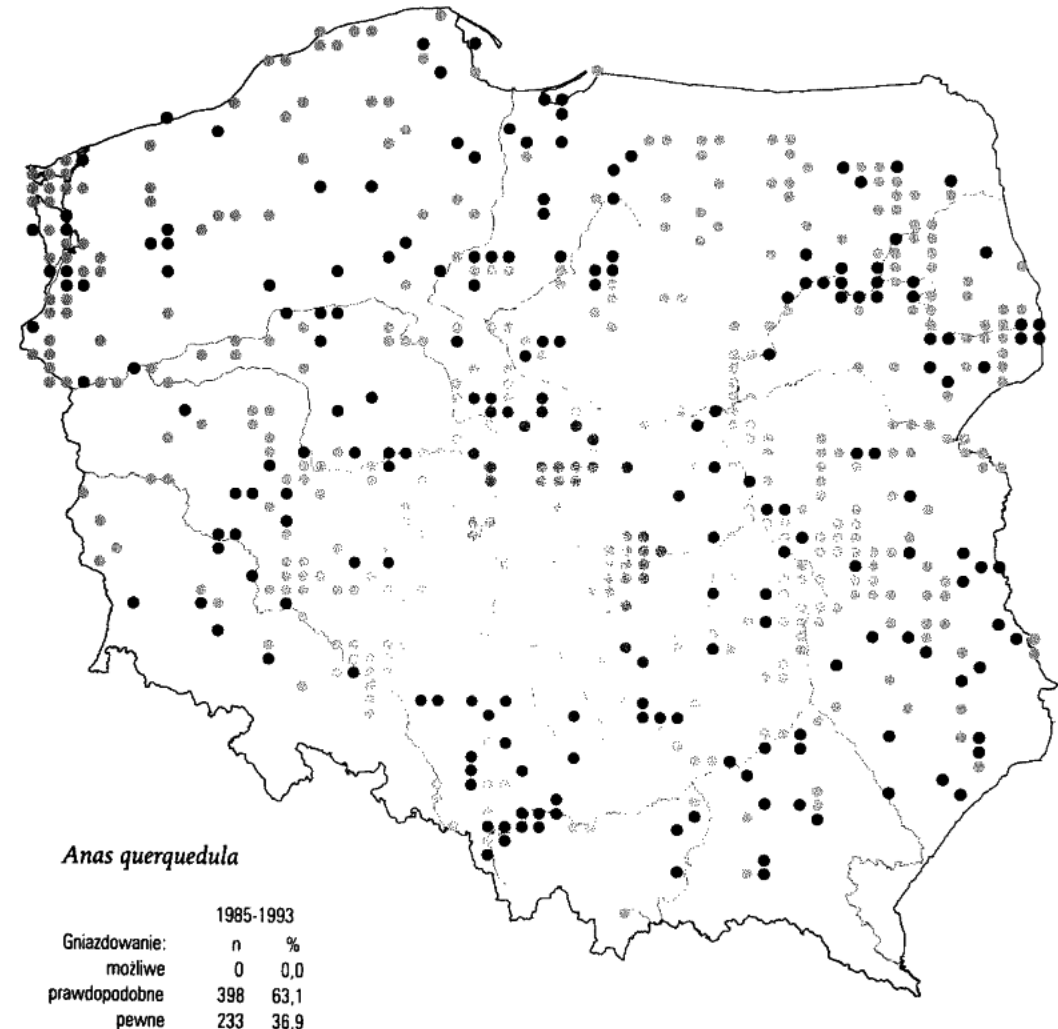 Anas querquedula
1985-1993
Gniazdowanie: n %
możliwe 0 0,0
prawdopodobne 398 63,1
pewne 233 36,9